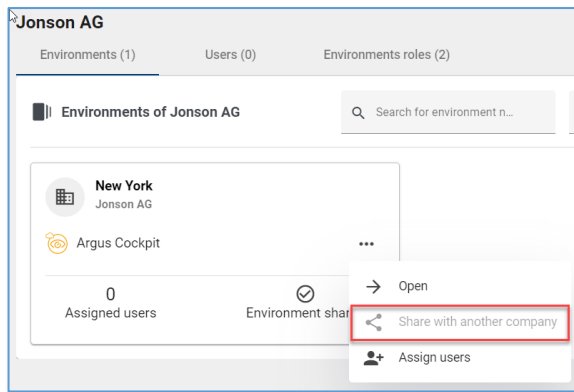 Jonson AG
Environments (1) Users (0) Environments roles (2)
Environments of Jonson AG Search for environment n...
New York
Jonson AG
Argus Cockpit
Open
0
Assigned users Environment shar
Share with another company
Assign users